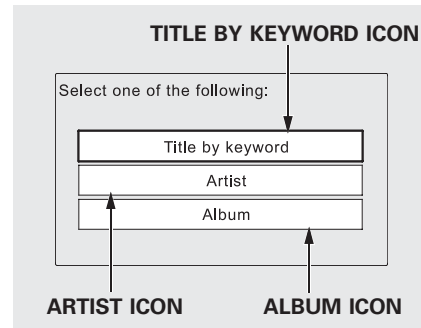 TITLE BY KEYWORD ICON
Select one of the following:
Title by keyword
Artist
Album
ARTIST ICON
ALBUM ICON